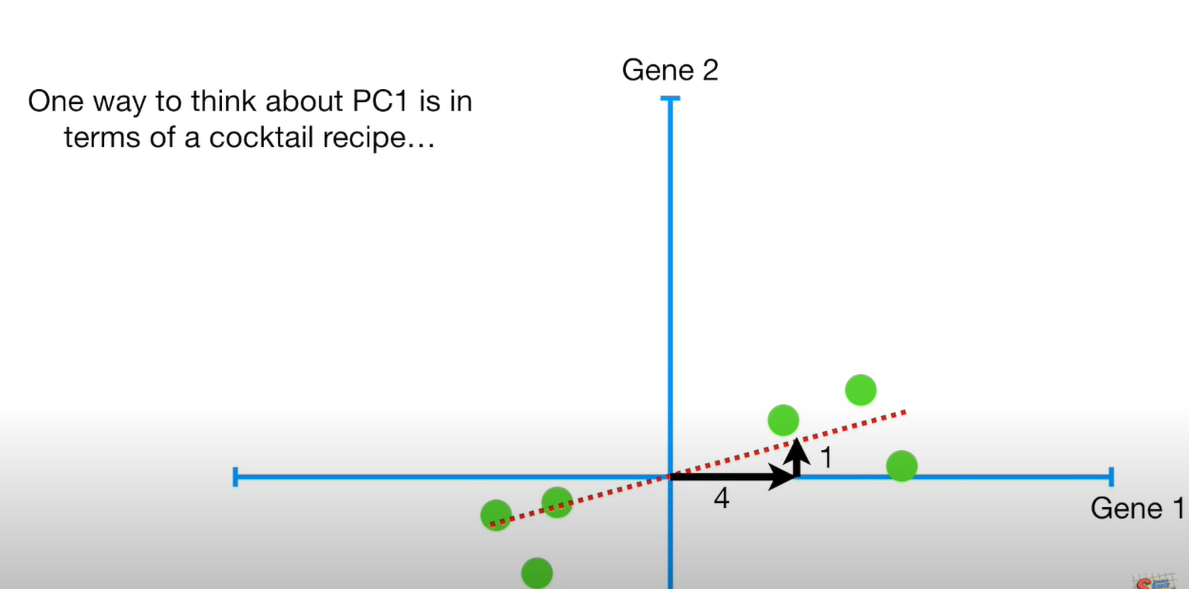 Gene 2
One way to think about PC1 is in
terms of a cocktail recipe…
1
4
Gene 1